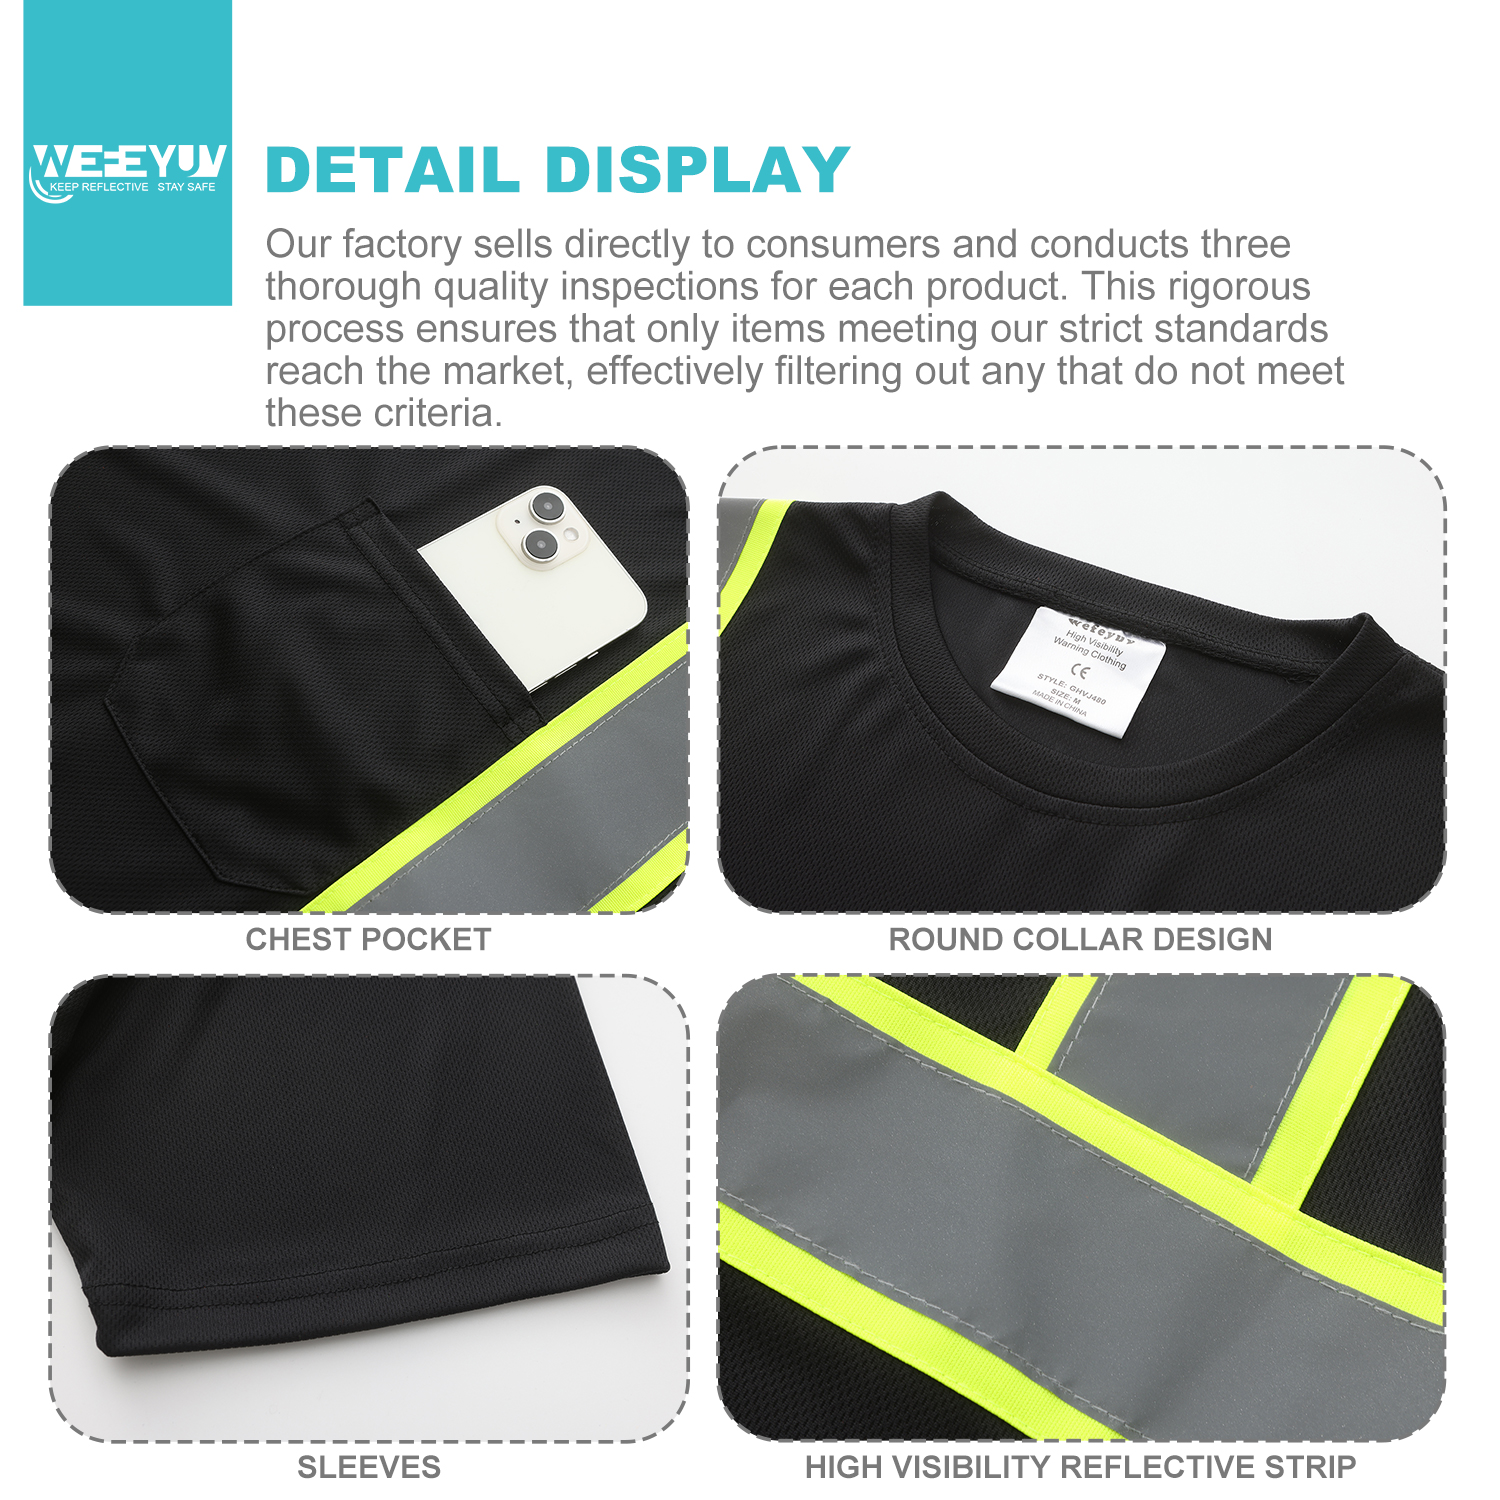 WEFEYUV
KEEP REFLECTIVE STAY SAFE
DETAIL DISPLAY
Our factory sells directly to consumers and conducts three
thorough quality inspections for each product. This rigorous
process ensures that only items meeting our strict standards
reach the market, effectively filtering out any that do not meet
these criteria.
CHEST POCKET
Wefeyuv
High Visibility
Warning Clothing
CE
STYLE: GHVJ480
SIZE: M
MADE IN CHINA
ROUND COLLAR DESIGN
SLEEVES
HIGH VISIBILITY REFLECTIVE STRIP